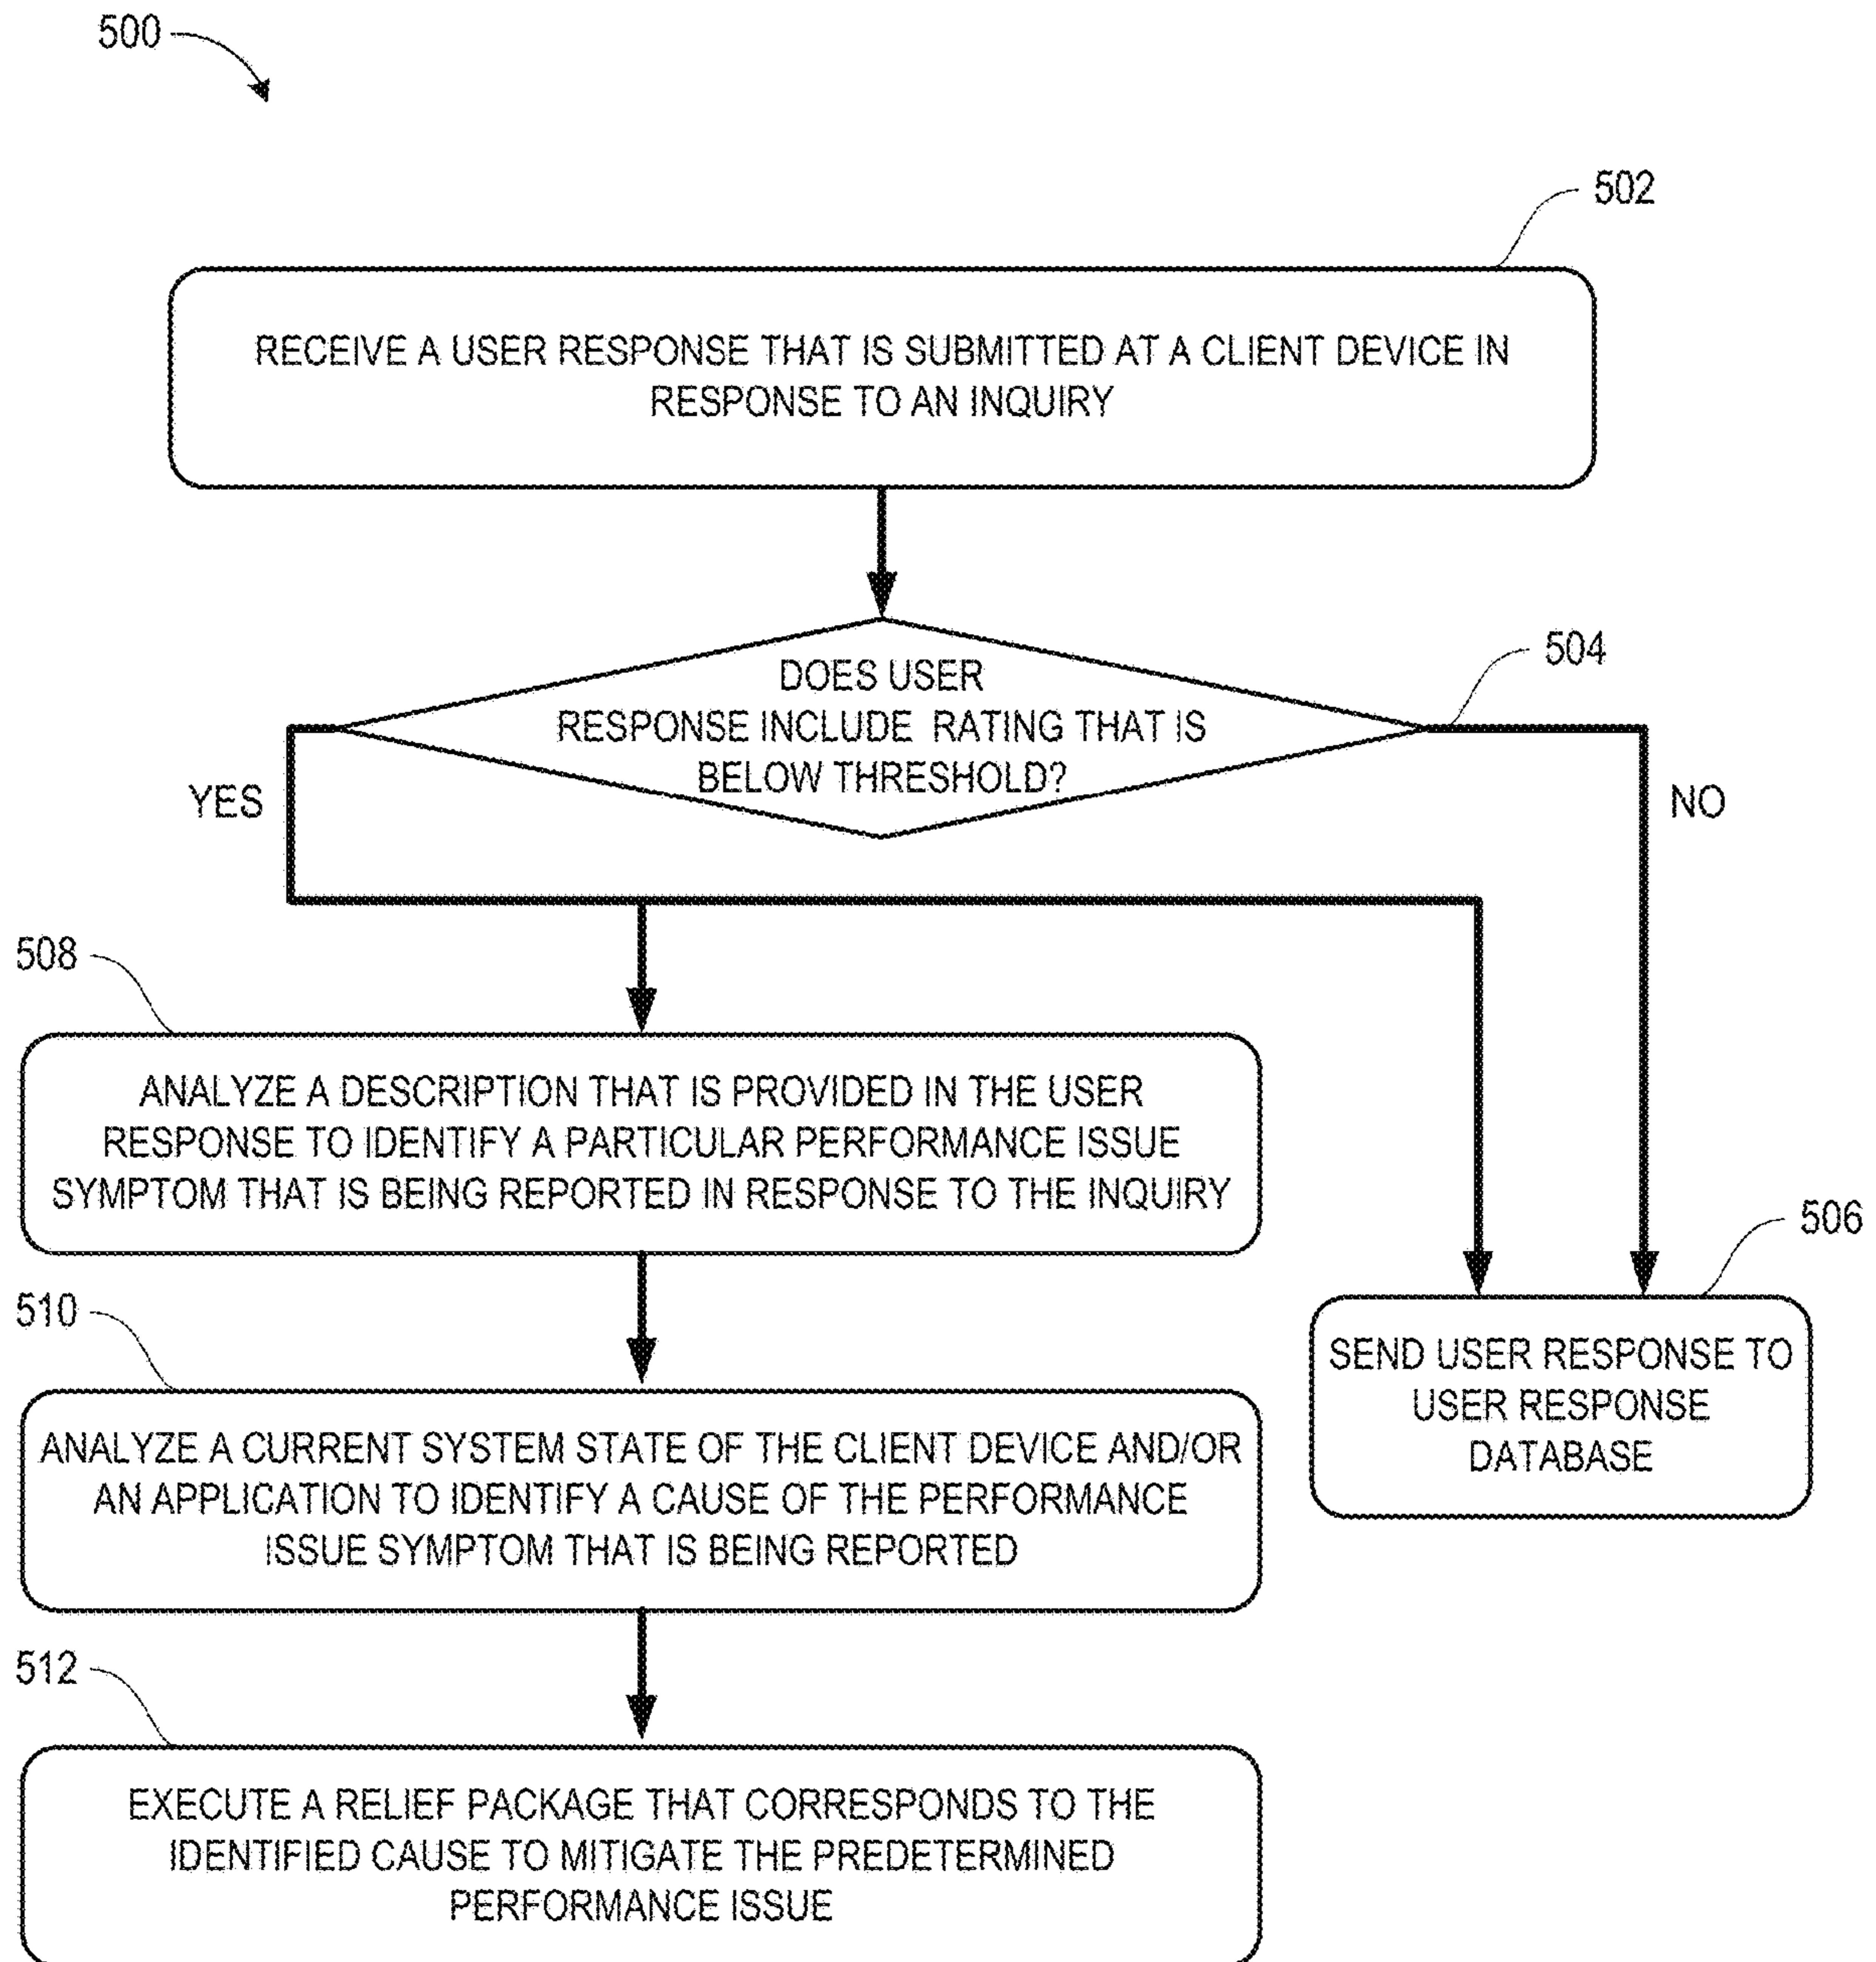 500
502
RECEIVE A USER RESPONSE THAT IS SUBMITTED AT A CLIENT DEVICE IN
RESPONSE TO AN INQUIRY
504
DOES USER
RESPONSE INCLUDE RATING THAT IS
BELOW THRESHOLD?
YES
NO
508
ANALYZE A DESCRIPTION THAT IS PROVIDED IN THE USER
RESPONSE TO IDENTIFY A PARTICULAR PERFORMANCE ISSUE
SYMPTOM THAT IS BEING REPORTED IN RESPONSE TO THE INQUIRY
506
SEND USER RESPONSE TO
USER RESPONSE
DATABASE
510
ANALYZE A CURRENT SYSTEM STATE OF THE CLIENT DEVICE AND/OR
AN APPLICATION TO IDENTIFY A CAUSE OF THE PERFORMANCE
ISSUE SYMPTOM THAT IS BEING REPORTED
512
EXECUTE A RELIEF PACKAGE THAT CORRESPONDS TO THE
IDENTIFIED CAUSE TO MITIGATE THE PREDETERMINED
PERFORMANCE ISSUE